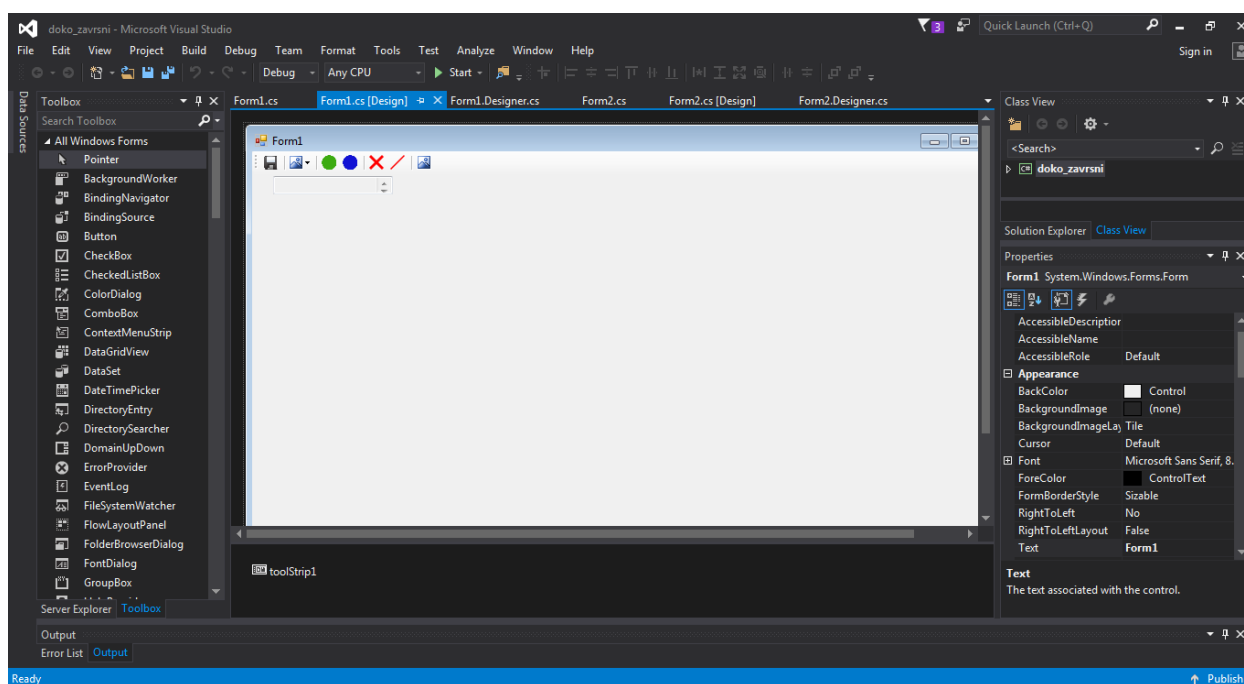 doko_zavrsni - Microsoft Visual Studio
3
Quick Launch (Ctrl+Q)
File Edit View Project Build Debug Team Format Tools Test Analyze Window Help
Sign in
Debug Any CPU Start
Data Sources
Toolbox
Search Toolbox
All Windows Forms
Pointer
BackgroundWorker
BindingNavigator
BindingSource
Button
CheckBox
CheckedListBox
ColorDialog
ComboBox
ContextMenuStrip
DataGridView
DataSet
DateTimePicker
DirectoryEntry
DirectorySearcher
DomainUpDown
ErrorProvider
EventLog
FileSystemWatcher
FlowLayoutPanel
FolderBrowserDialog
FontDialog
GroupBox
Server Explorer Toolbox
Form1.cs Form1.cs [Design] Form1.Designer.cs Form2.cs Form2.cs [Design] Form2.Designer.cs
Form1
toolStrip1
Class View
<Search>
C# doko_zavrsni
Solution Explorer Class View
Properties
Form1 System.Windows.Forms.Form
AccessibleDescription
AccessibleName
AccessibleRole Default
Appearance
BackColor Control
BackgroundImage (none)
BackgroundImageLay Tile
Cursor Default
Font Microsoft Sans Serif, 8.
ForeColor ControlText
FormBorderStyle Sizable
RightToLeft No
RightToLeftLayout False
Text Form1
Text
The text associated with the control.
Output
Error List Output
Ready
Publish